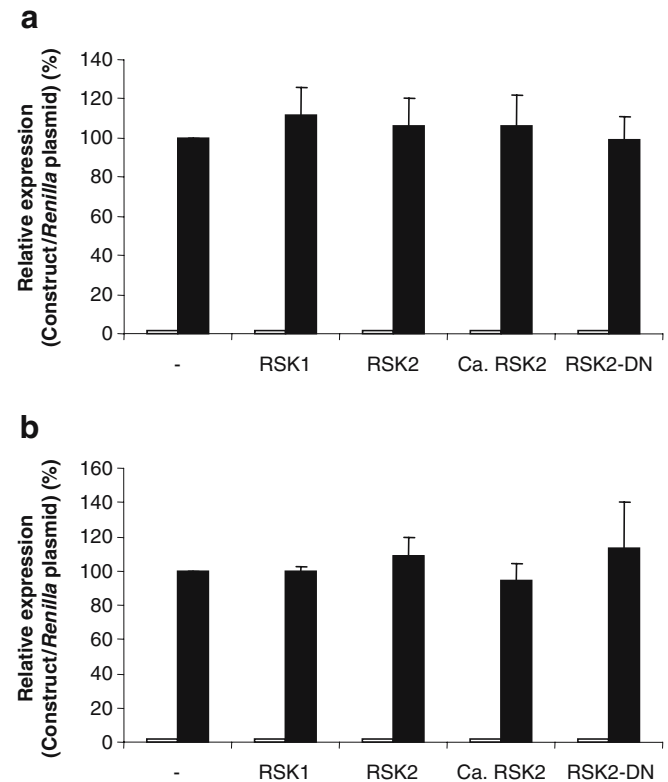 a
Relative expression
(Construct/Renilla plasmid) (%)
140
120
100
80
60
40
20
0
- RSK1 RSK2 Ca. RSK2 RSK2-DN
b
Relative expression
(Construct/Renilla plasmid) (%)
160
140
120
100
80
60
40
20
0
- RSK1 RSK2 Ca. RSK2 RSK2-DN